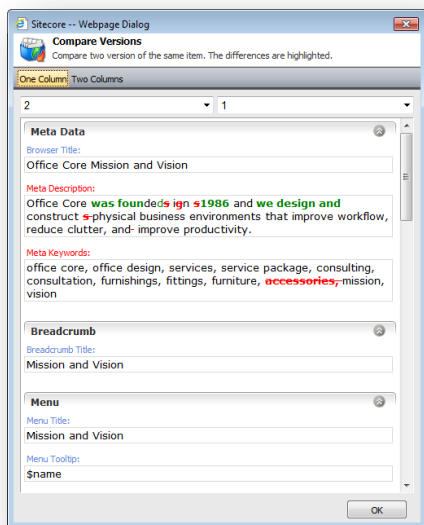 Sitecore -- Webpage Dialog
Compare Versions
Compare two version of the same item. The differences are highlighted.
One Column Two Columns
2 1
Meta Data
Browser Title:
Office Core Mission and Vision
Meta Description:
Office Core was foundeds ign s1986 and we design and
construct s physical business environments that improve workflow,
reduce clutter, and- improve productivity.
Meta Keywords:
office core, office design, services, service package, consulting,
consultation, furnishings, fittings, furniture, accessories, mission,
vision
Breadcrumb
Breadcrumb Title:
Mission and Vision
Menu
Menu Title:
Mission and Vision
Menu Tooltip:
$name
OK